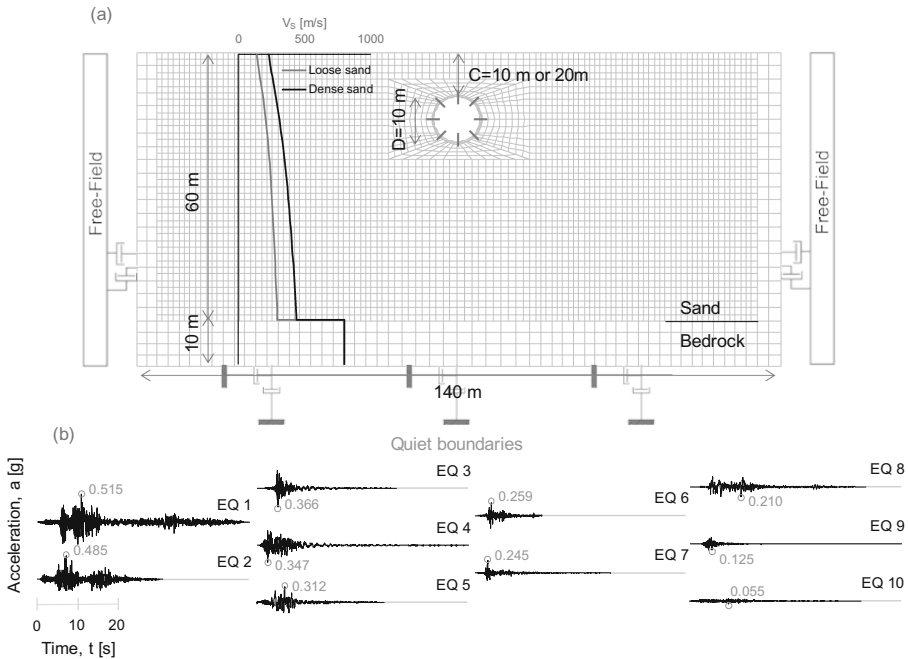 (a)
V_S [m/s]
0 500 1000
Loose sand
Dense sand
C=10 m or 20m
D=10 m
60 m
10 m
Free-Field
Free-Field
Sand
Bedrock
140 m
Quiet boundaries
(b)
Acceleration, a [g]
0.515
EQ 1
0.485
EQ 2
0 10 20
Time, t [s]
EQ 3
0.366
EQ 4
0.347
0.312
EQ 5
0.259
EQ 6
0.245
EQ 7
EQ 8
0.210
EQ 9
0.125
0.055
EQ 10